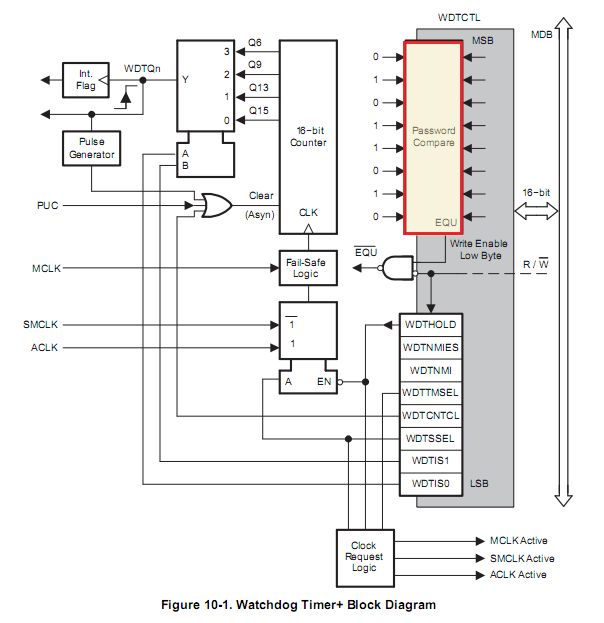 WDTCTL
MSB
MDB
3
Q6
2
Q9
1
Q13
0
Q15
Y
Int.
Flag
WDTQn
Pulse
Generator
A
B
16−bit
Counter
CLK
Clear
(Asyn)
PUC
0
1
0
1
1
0
1
0
Password
Compare
EQU
16−bit
EQU
Write Enable
Low Byte
R / W
MCLK
Fail-Safe
Logic
SMCLK
1
ACLK
1
A
EN
WDTHOLD
WDTNMIES
WDTNMI
WDTTMSEL
WDTCNTCL
WDTSSEL
WDTIS1
WDTIS0
LSB
Clock
Request
Logic
MCLK Active
SMCLK Active
ACLK Active
Figure 10-1. Watchdog Timer+ Block Diagram